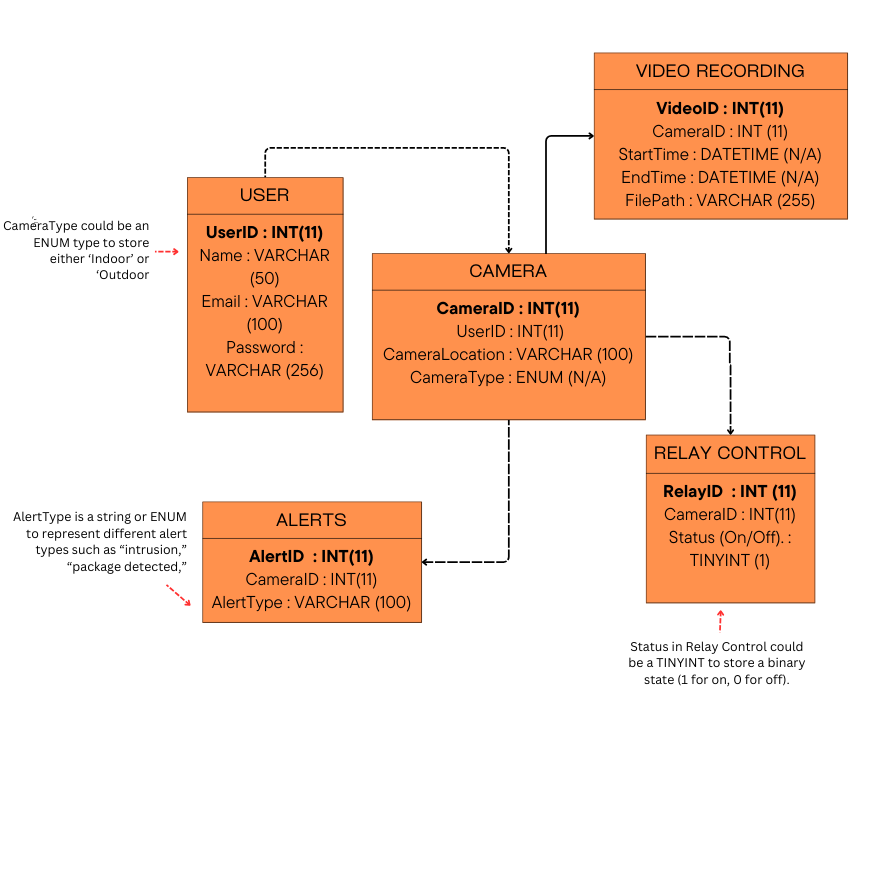 VIDEO RECORDING
VideoID : INT(11)
CameraID : INT (11)
StartTime : DATETIME (N/A)
EndTime : DATETIME (N/A)
FilePath : VARCHAR (255)
USER
UserID : INT(11)
Name : VARCHAR
(50)
Email : VARCHAR
(100)
Password :
VARCHAR (256)
CameraType could be an
ENUM type to store
either ‘Indoor’ or
‘Outdoor
CAMERA
CameraID : INT(11)
UserID : INT(11)
CameraLocation : VARCHAR (100)
CameraType : ENUM (N/A)
RELAY CONTROL
RelayID  : INT (11)
CameraID : INT(11)
Status (On/Off). :
TINYINT (1)
ALERTS
AlertID  : INT(11)
CameraID : INT(11)
AlertType : VARCHAR (100)
AlertType is a string or ENUM
to represent different alert
types such as “intrusion,”
“package detected,”
Status in Relay Control could
be a TINYINT to store a binary
state (1 for on, 0 for off).